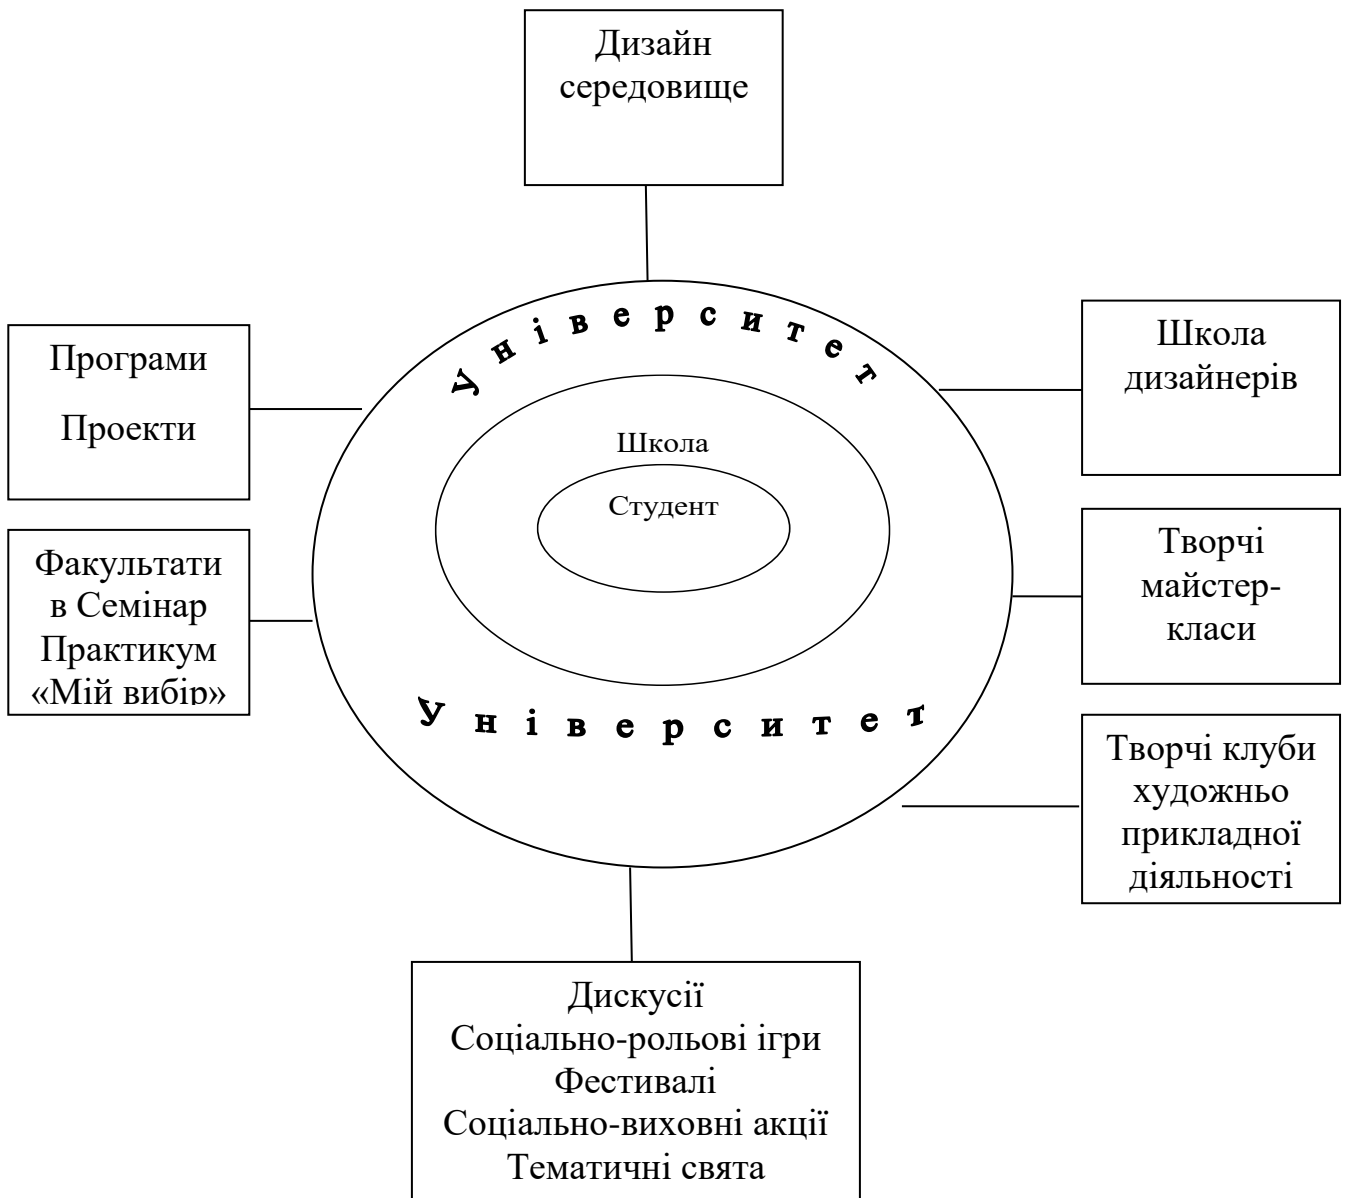 Дизайн
середовище
Університет
Програми
Проекти
Школа
дизайнерів
Школа
Студент
Факультати
в Семінар
Практикум
«Мій вибір»
Творчі
майстер-
класи
Університет
Творчі клуби
художньо
прикладної
діяльності
Дискусії
Соціально-рольові ігри
Фестивалі
Соціально-виховні акції
Тематичні свята